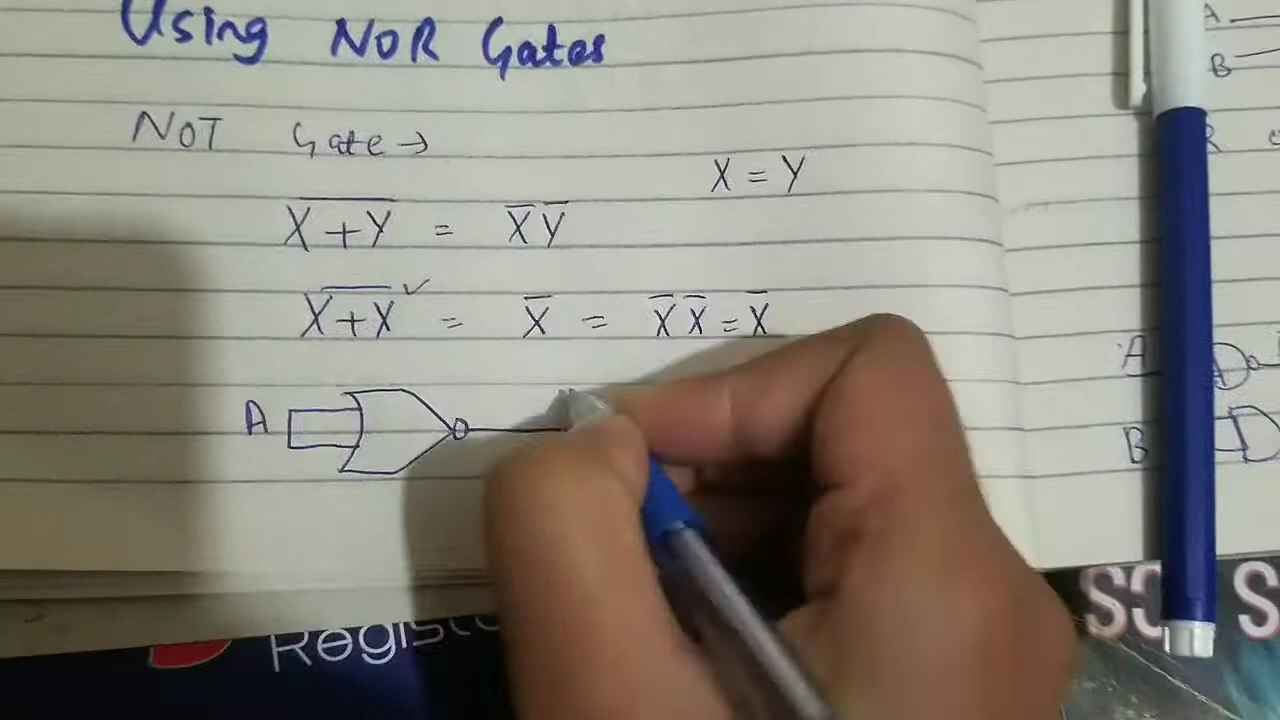 Using NOR Gates
NOT Gate →
X = Y
X̅ ̅+̅ ̅Y̅ = X̅ Y̅
X̅ ̅+̅ ̅X̅ ✓ = X̅ = X̅ X̅ = X̅
A
A
B
A
B
Regist